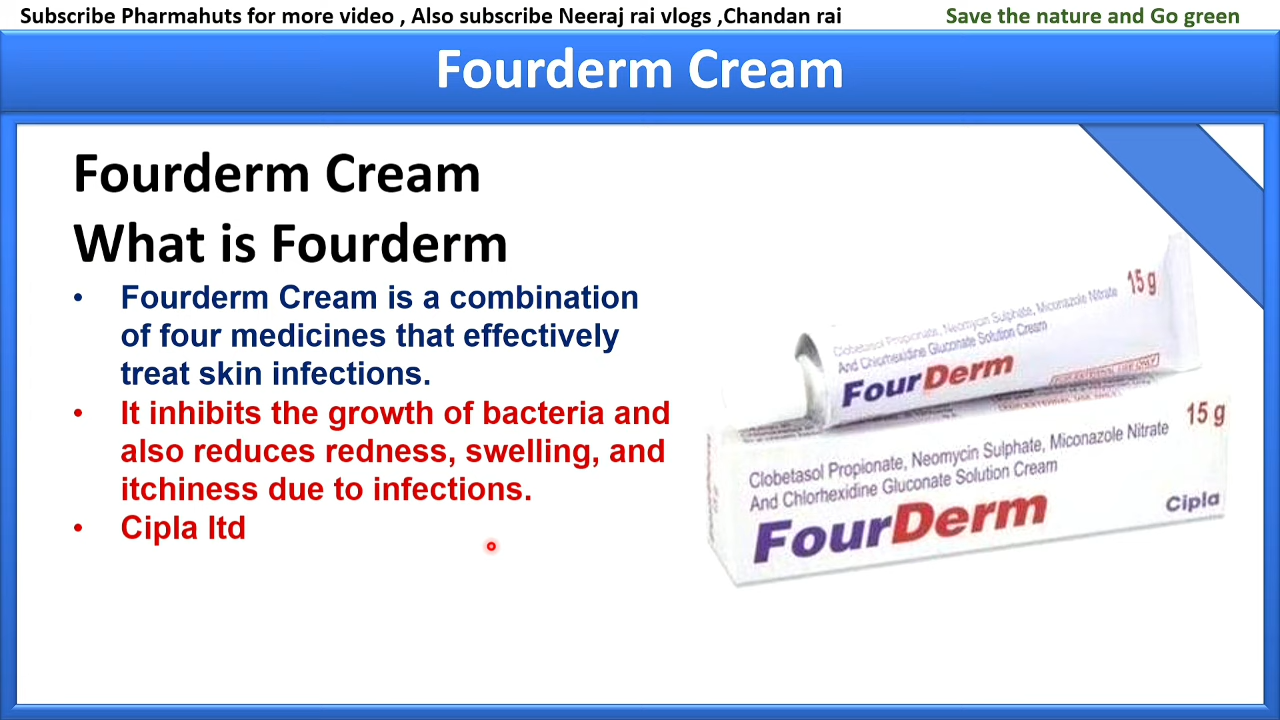 Subscribe Pharmahuts for more video , Also subscribe Neeraj rai vlogs ,Chandan rai
Save the nature and Go green
Fourderm Cream
Fourderm Cream
What is Fourderm
• Fourderm Cream is a combination
of four medicines that effectively
treat skin infections.
• It inhibits the growth of bacteria and
also reduces redness, swelling, and
itchiness due to infections.
• Cipla ltd
Clobetasol Propionate, Neomycin Sulphate, Miconazole Nitrate
15 g
And Chlorhexidine Gluconate Solution Cream
FourDerm
FOR EXTERNAL USE ONLY
Clobetasol Propionate, Neomycin Sulphate, Miconazole Nitrate
15 g
And Chlorhexidine Gluconate Solution Cream
FourDerm
Cipla